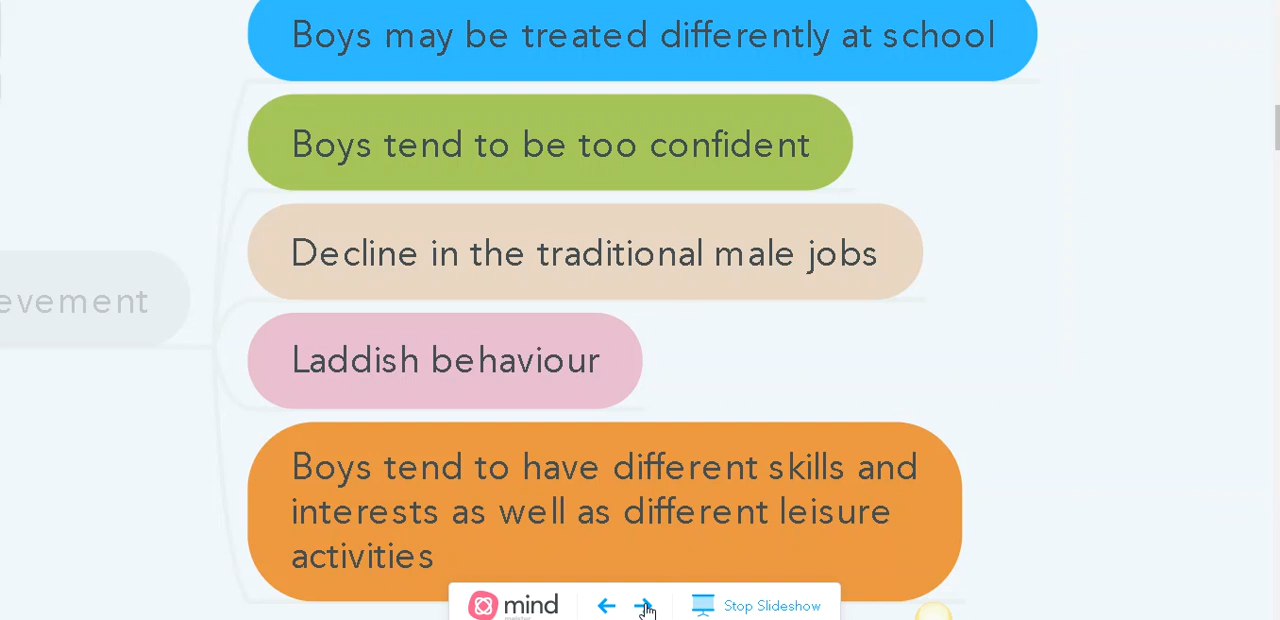 Boys may be treated differently at school
Boys tend to be too confident
Decline in the traditional male jobs
evement
Laddish behaviour
Boys tend to have different skills and
interests as well as different leisure
activities
mind
Stop Slideshow